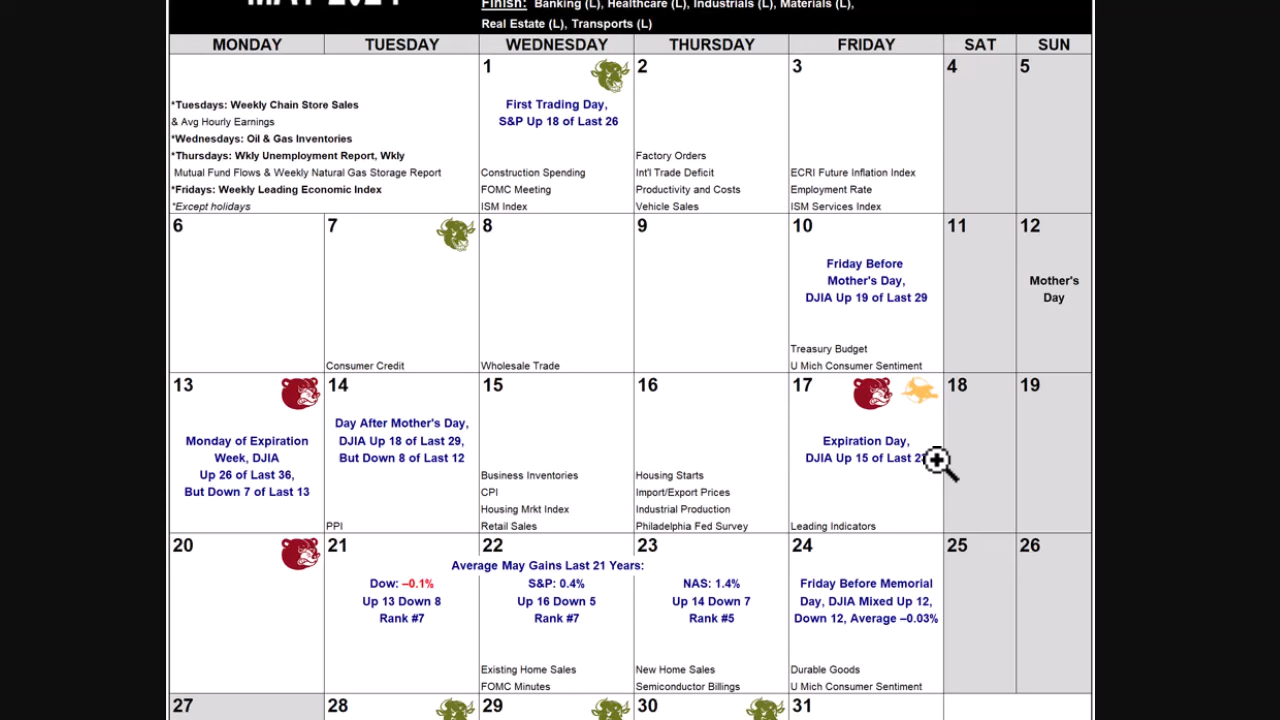 MAY 2024
Finish: Banking (L), Healthcare (L), Industrials (L), Materials (L),
Real Estate (L), Transports (L)
MONDAY TUESDAY WEDNESDAY THURSDAY FRIDAY SAT SUN
*Tuesdays: Weekly Chain Store Sales
& Avg Hourly Earnings
*Wednesdays: Oil & Gas Inventories
*Thursdays: Wkly Unemployment Report, Wkly
Mutual Fund Flows & Weekly Natural Gas Storage Report
*Fridays: Weekly Leading Economic Index
*Except holidays
1
First Trading Day,
S&P Up 18 of Last 26
Construction Spending
FOMC Meeting
ISM Index
2
Factory Orders
Int'l Trade Deficit
Productivity and Costs
Vehicle Sales
3
ECRI Future Inflation Index
Employment Rate
ISM Services Index
4
5
6
7
Consumer Credit
8
Wholesale Trade
9
10
Friday Before
Mother's Day,
DJIA Up 19 of Last 29
Treasury Budget
U Mich Consumer Sentiment
11
12
Mother's
Day
13
Monday of Expiration
Week, DJIA
Up 26 of Last 36,
But Down 7 of Last 13
14
Day After Mother's Day,
DJIA Up 18 of Last 29,
But Down 8 of Last 12
PPI
15
Business Inventories
CPI
Housing Mrkt Index
Retail Sales
16
Housing Starts
Import/Export Prices
Industrial Production
Philadelphia Fed Survey
17
Expiration Day,
DJIA Up 15 of Last
Leading Indicators
18
19
20
21
22
23
24
Average May Gains Last 21 Years:
Dow: –0.1%
Up 13 Down 8
Rank #7
S&P: 0.4%
Up 16 Down 5
Rank #7
Existing Home Sales
FOMC Minutes
NAS: 1.4%
Up 14 Down 7
Rank #5
New Home Sales
Semiconductor Billings
Friday Before Memorial
Day, DJIA Mixed Up 12,
Down 12, Average –0.03%
Durable Goods
U Mich Consumer Sentiment
25
26
27
28
29
30
31